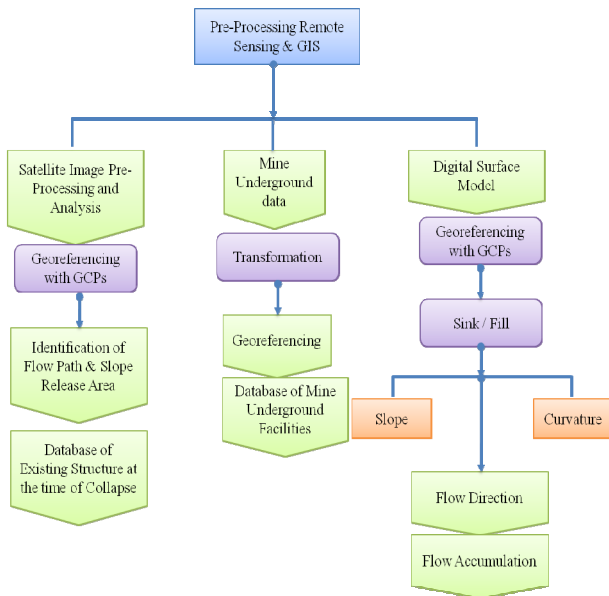 Pre-Processing Remote
Sensing & GIS
Satellite Image Pre-
Processing and
Analysis
Georeferencing
with GCPs
Identification of
Flow Path & Slope
Release Area
Database of
Existing Structure at
the time of Collapse
Mine
Underground
data
Transformation
Georeferencing
Database of Mine
Underground
Facilities
Digital Surface
Model
Georeferencing
with GCPs
Sink / Fill
Slope
Curvature
Flow Direction
Flow Accumulation